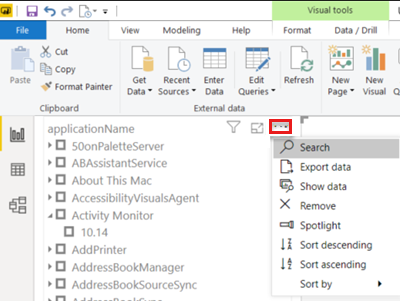 Visual tools
File
Home
View
Modeling
Help
Format
Data / Drill
Paste
Cut
Copy
Format Painter
Clipboard
Get
Data
Recent
Sources
Enter
Data
Edit
Queries
Refresh
New
Page
New
Visual
External data
applicationName
50onPaletteServer
ABAssistantService
About This Mac
AccessibilityVisualsAgent
Activity Monitor
10.14
AddPrinter
AddressBookManager
AddressBookSourceSync
AddressBookSync
Search
Export data
Show data
Remove
Spotlight
Sort descending
Sort ascending
Sort by